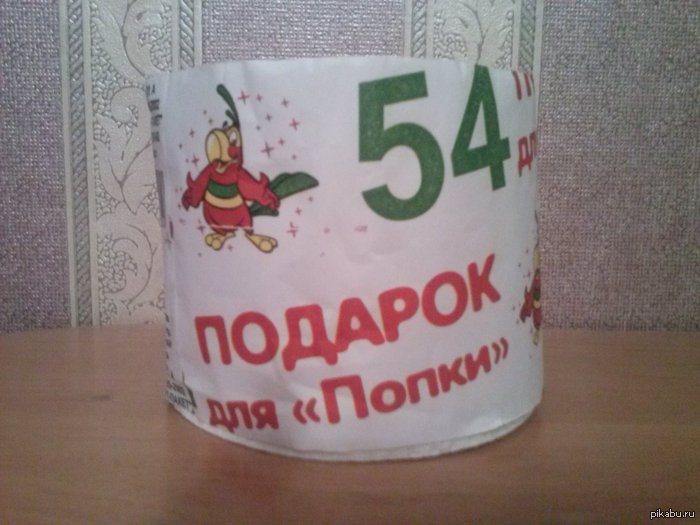 54
ПОДАРОК
для «Попки»
pikabu.ru